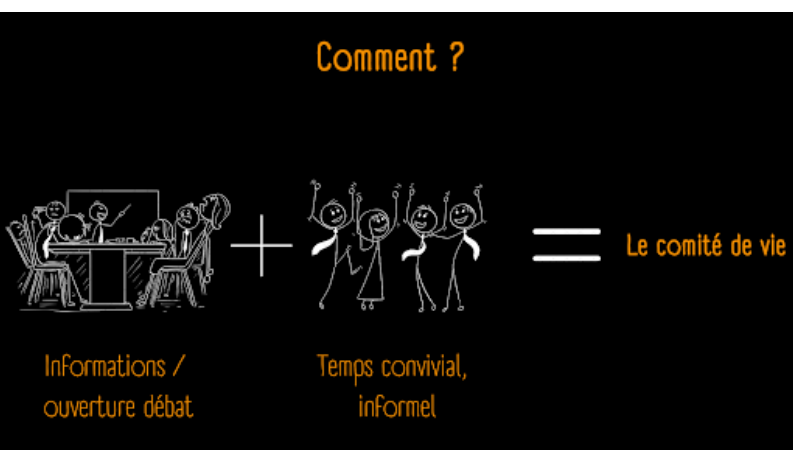 Comment ?
Le comité de vie
Informations /
ouverture débat
Temps convivial,
informel